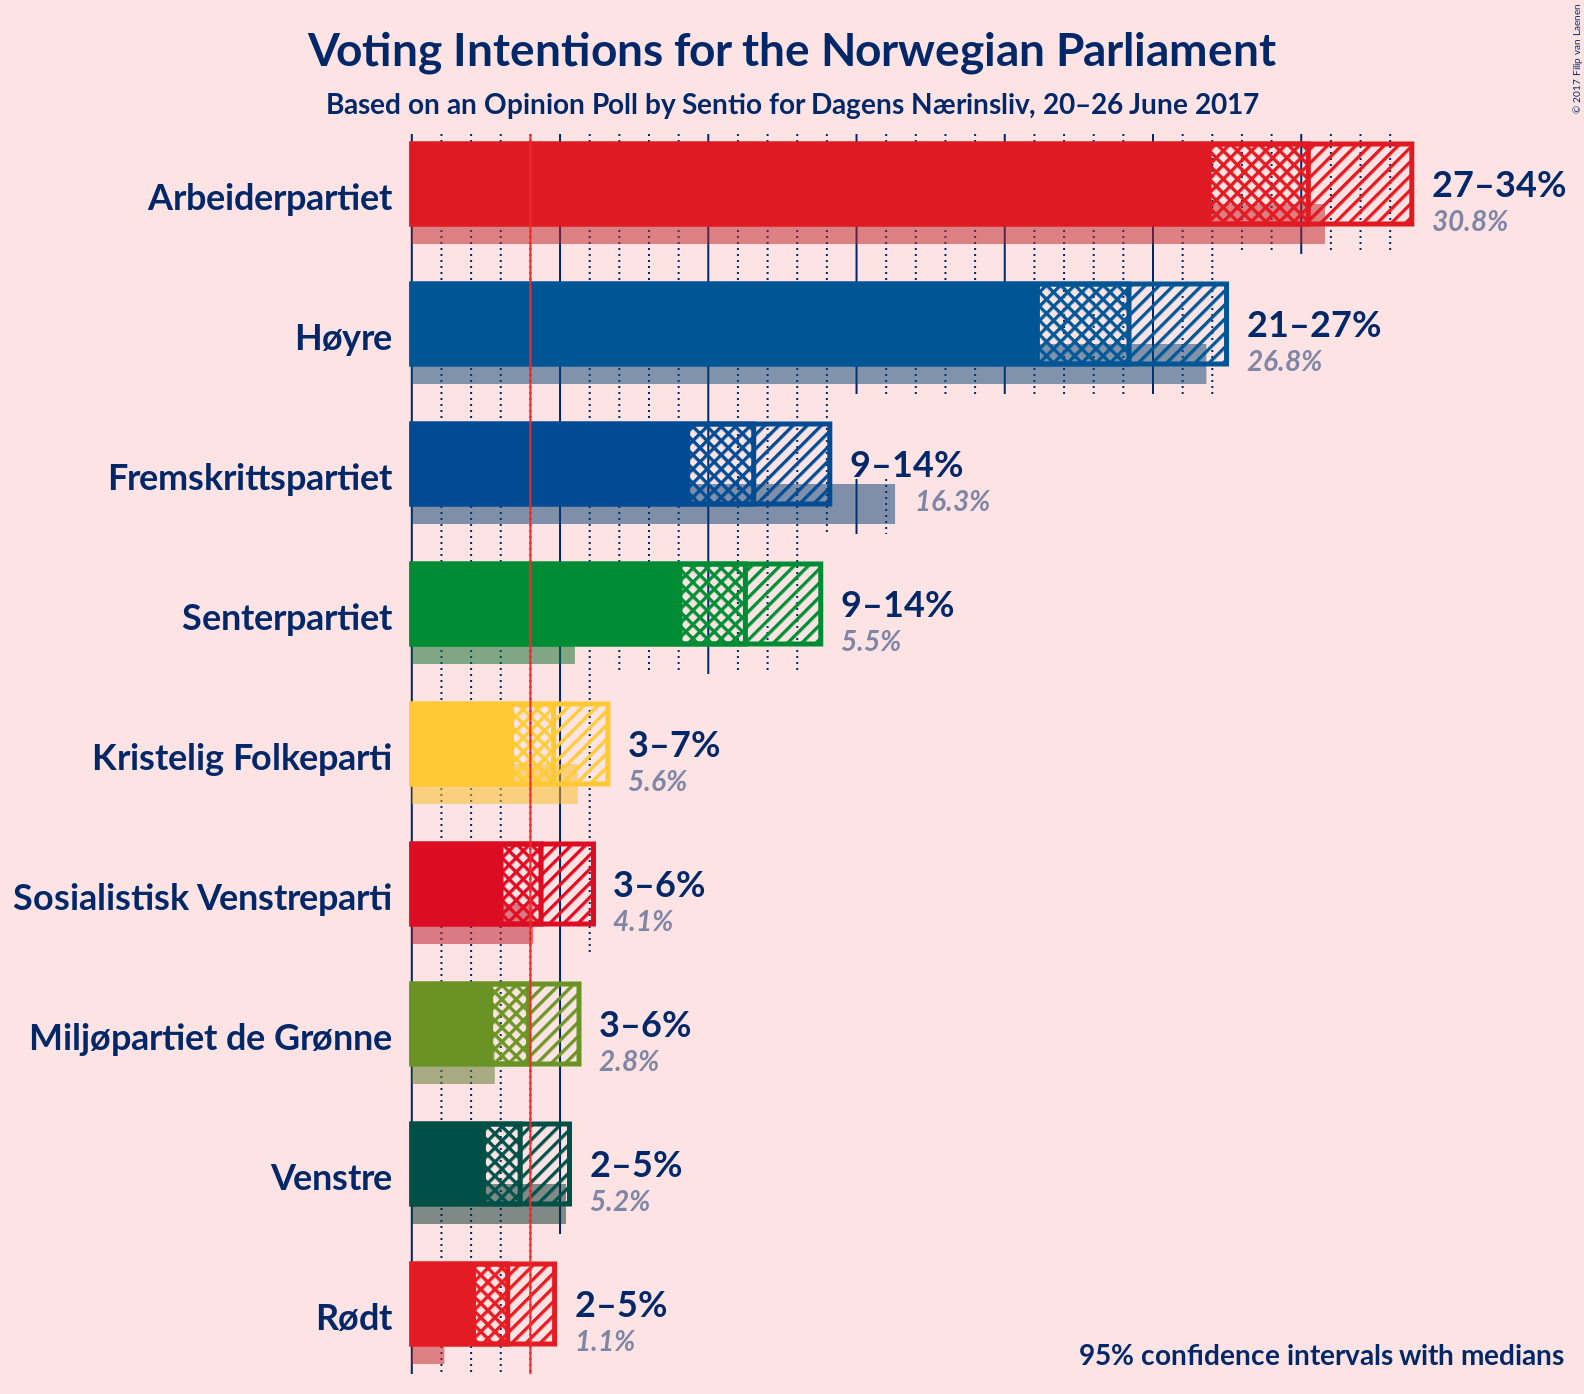 Voting Intentions for the Norwegian Parliament
Based on an Opinion Poll by Sentio for Dagens Nærinsliv, 20–26 June 2017
© 2017 Filip van Laenen
Arbeiderpartiet
27–34%
30.8%
Høyre
21–27%
26.8%
Fremskrittspartiet
9–14%
16.3%
Senterpartiet
9–14%
5.5%
Kristelig Folkeparti
3–7%
5.6%
Sosialistisk Venstreparti
3–6%
4.1%
Miljøpartiet de Grønne
3–6%
2.8%
Venstre
2–5%
5.2%
Rødt
2–5%
1.1%
95% confidence intervals with medians